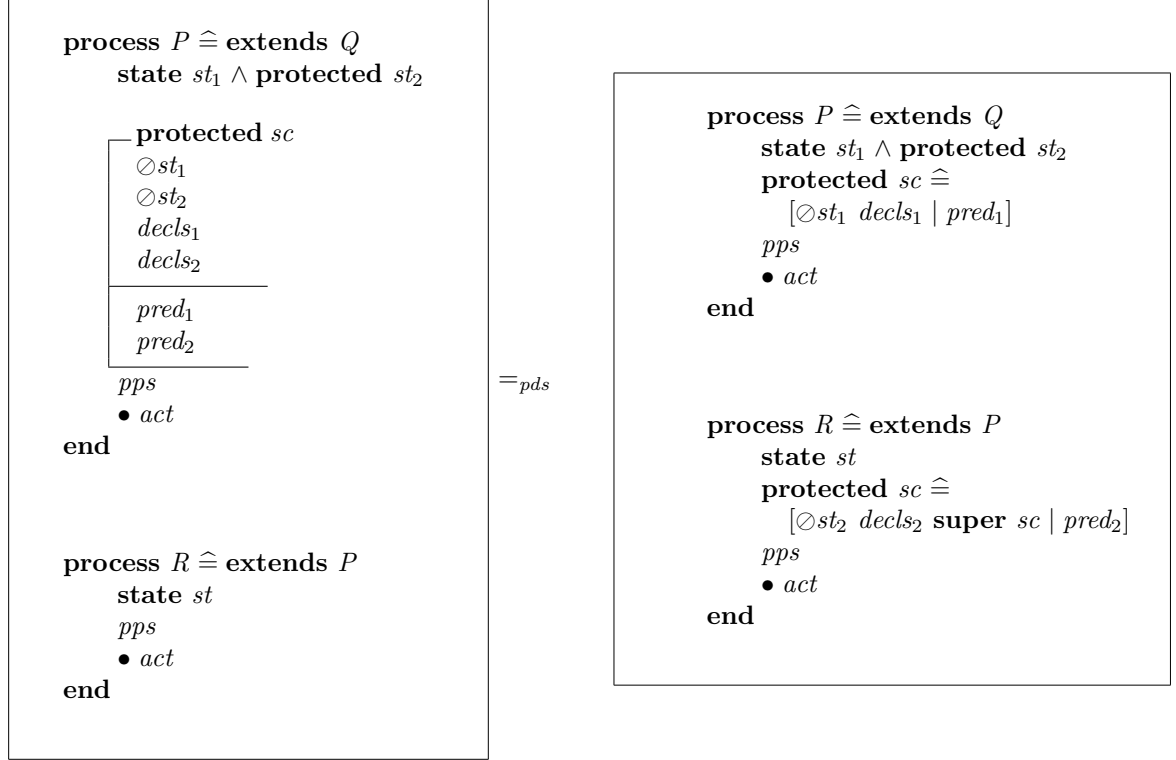 process P ≙ extends Q
state st₁ ∧ protected st₂
protected sc
⊘st₁
⊘st₂
decls₁
decls₂
pred₁
pred₂
pps
• act
end
process R ≙ extends P
state st
pps
• act
end
=pds
process P ≙ extends Q
state st₁ ∧ protected st₂
protected sc ≙
[⊘st₁ decls₁ | pred₁]
pps
• act
end
process R ≙ extends P
state st
protected sc ≙
[⊘st₂ decls₂ super sc | pred₂]
pps
• act
end